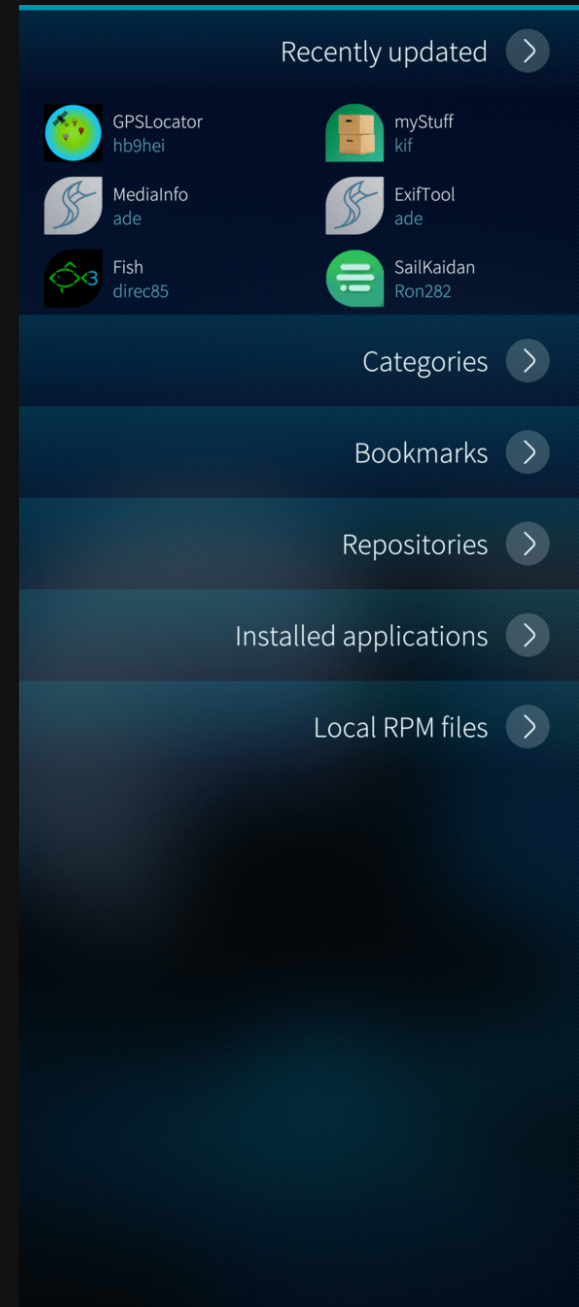 Recently updated
GPSLocator
hb9hei
myStuff
kif
MediaInfo
ade
ExifTool
ade
Fish
direc85
SailKaidan
Ron282
Categories
Bookmarks
Repositories
Installed applications
Local RPM files